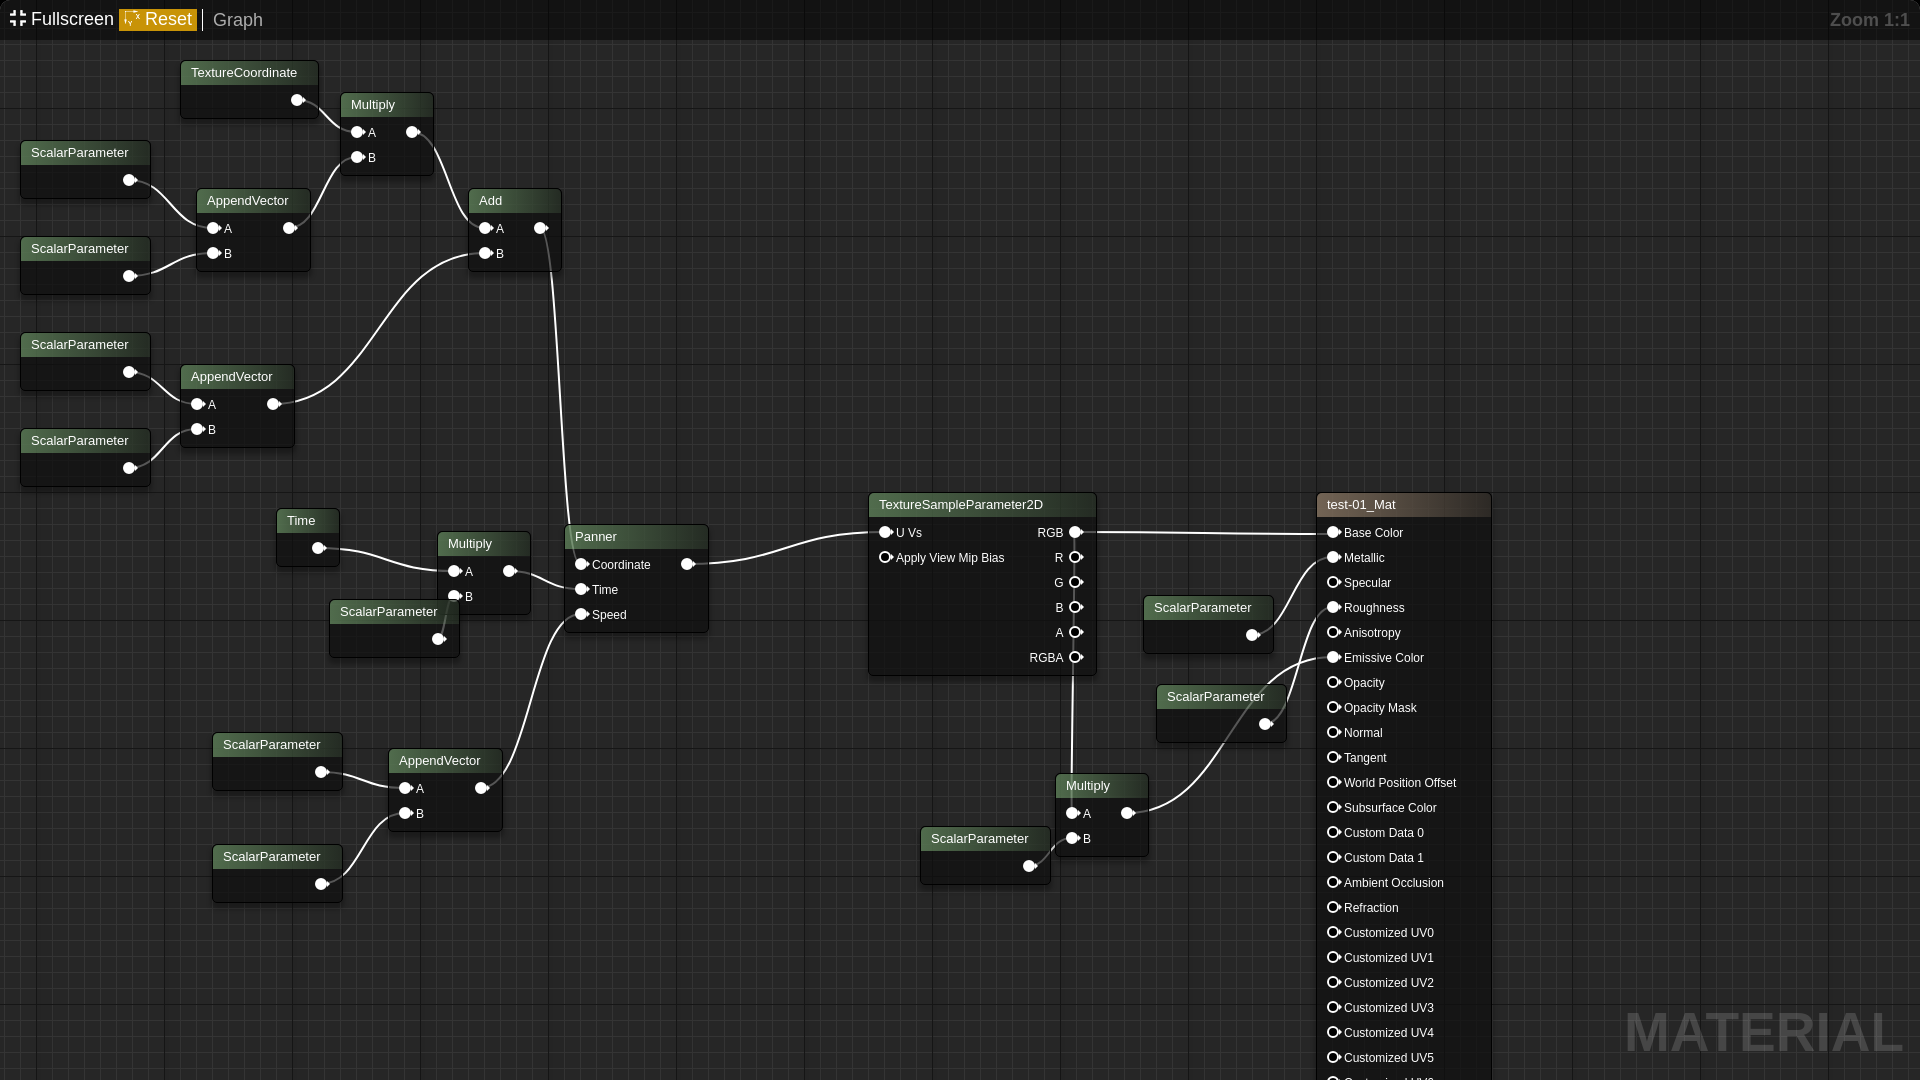 Fullscreen Reset Graph
Zoom 1:1
TextureCoordinate
Multiply
A
B
ScalarParameter
AppendVector
A
B
ScalarParameter
Add
A
B
ScalarParameter
AppendVector
A
B
ScalarParameter
Time
Multiply
A
B
ScalarParameter
Panner
Coordinate
Time
Speed
ScalarParameter
AppendVector
A
B
ScalarParameter
TextureSampleParameter2D
U Vs RGB
Apply View Mip Bias R
G
B
A
RGBA
ScalarParameter
ScalarParameter
Multiply
A
B
ScalarParameter
test-01_Mat
Base Color
Metallic
Specular
Roughness
Anisotropy
Emissive Color
Opacity
Opacity Mask
Normal
Tangent
World Position Offset
Subsurface Color
Custom Data 0
Custom Data 1
Ambient Occlusion
Refraction
Customized UV0
Customized UV1
Customized UV2
Customized UV3
Customized UV4
Customized UV5
MATERIAL